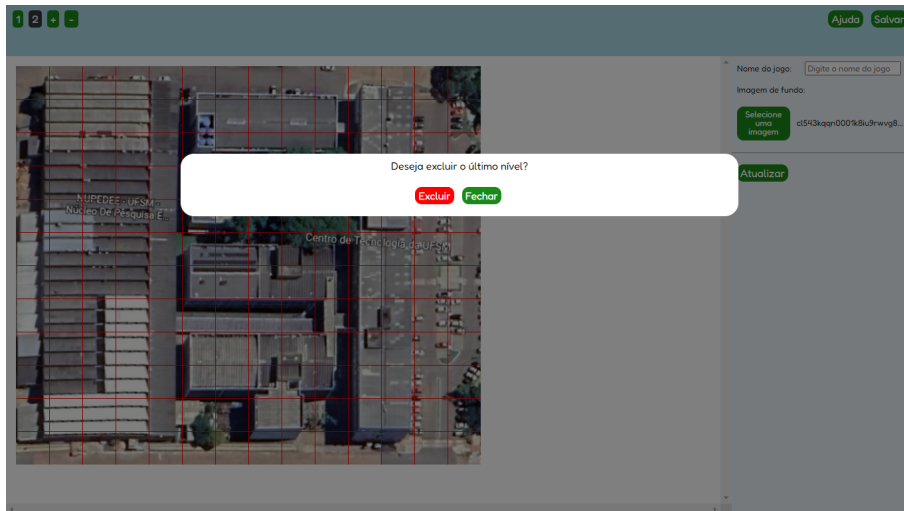 1 2 + -
Ajuda Salvar
Nome do jogo: Digite o nome do jogo
Imagem de fundo:
Selecione
uma
imagem
cl543kqqn0001k8iu9rwvg8...
Atualizar
Deseja excluir o último nível?
Excluir Fechar
NUPEDEE - UFSM -
Núcleo De Pesquisa E...
Centro de Tecnologia da UFSM